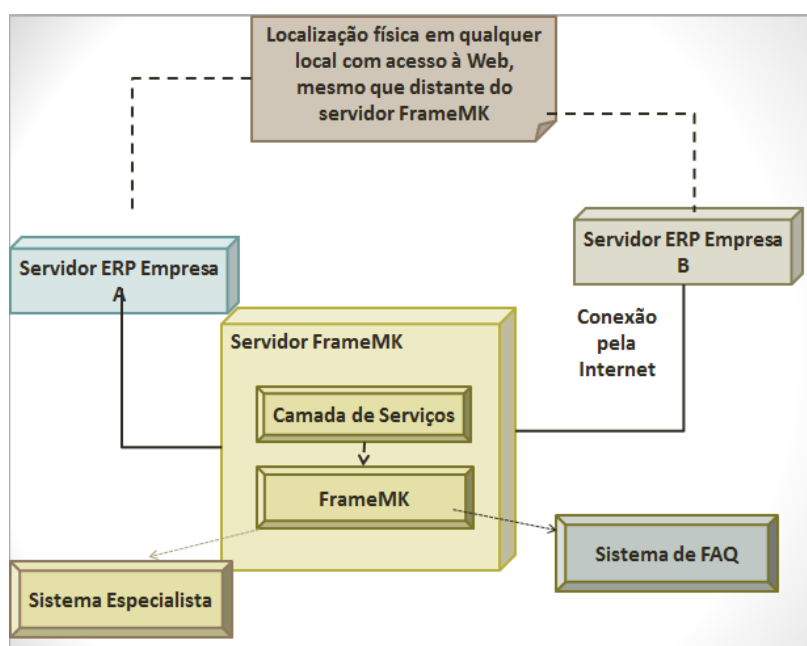 Localização física em qualquer
local com acesso à Web,
mesmo que distante do
servidor FrameMK
Servidor ERP Empresa
A
Servidor ERP Empresa
B
Conexão
pela
Internet
Servidor FrameMK
Camada de Serviços
FrameMK
Sistema de FAQ
Sistema Especialista